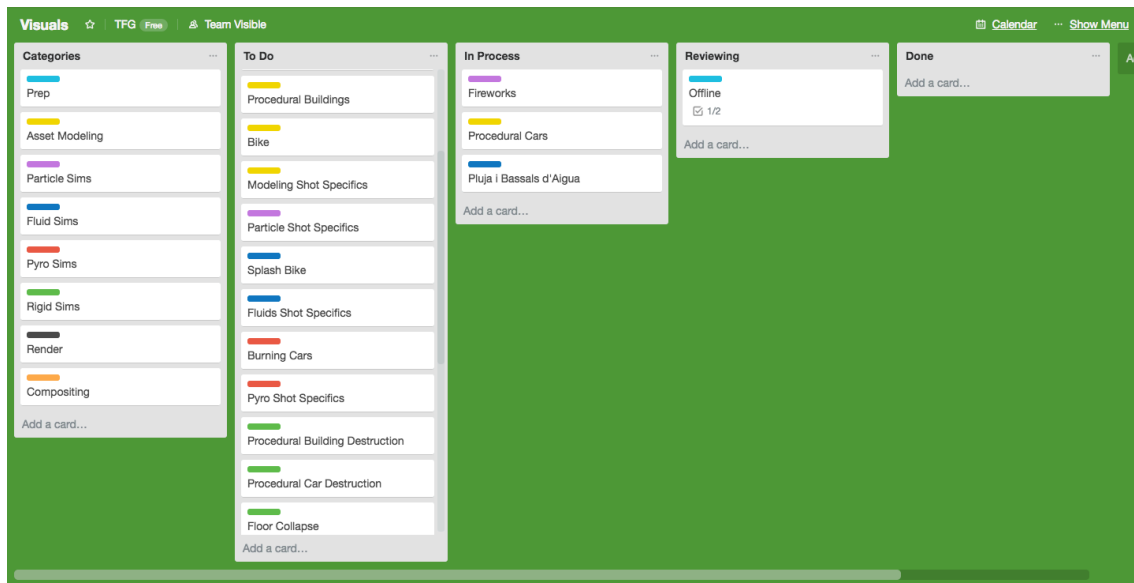 Visuals TFG Free Team Visible Calendar ... Show Menu
Categories
Prep
Asset Modeling
Particle Sims
Fluid Sims
Pyro Sims
Rigid Sims
Render
Compositing
Add a card...
To Do
Procedural Buildings
Bike
Modeling Shot Specifics
Particle Shot Specifics
Splash Bike
Fluids Shot Specifics
Burning Cars
Pyro Shot Specifics
Procedural Building Destruction
Procedural Car Destruction
Floor Collapse
Add a card...
In Process
Fireworks
Procedural Cars
Pluja i Bassals d'Aigua
Add a card...
Reviewing
Offline
1/2
Add a card...
Done
Add a card...
A